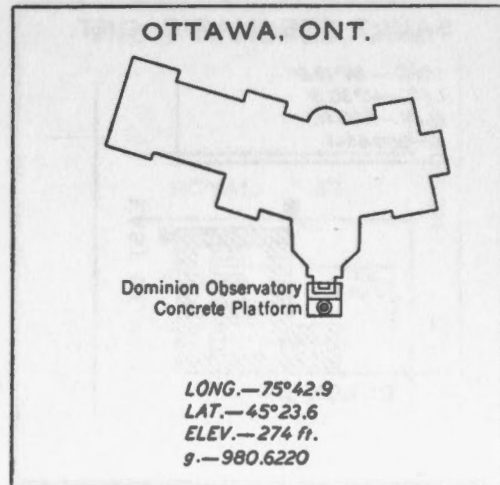 OTTAWA, ONT.
Dominion Observatory
Concrete Platform
LONG.—75°42.9
LAT.—45°23.6
ELEV.—274 ft.
g.—980.6220